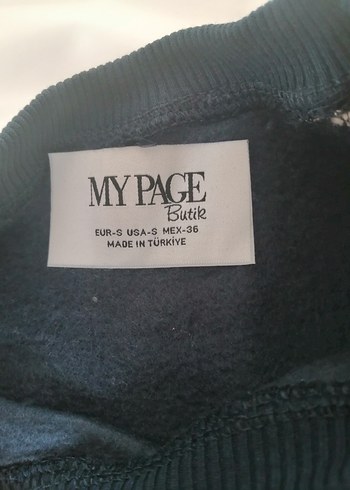 MY PAGE
Butik
EUR-S USA-S MEX-36
MADE IN TÜRKİYE